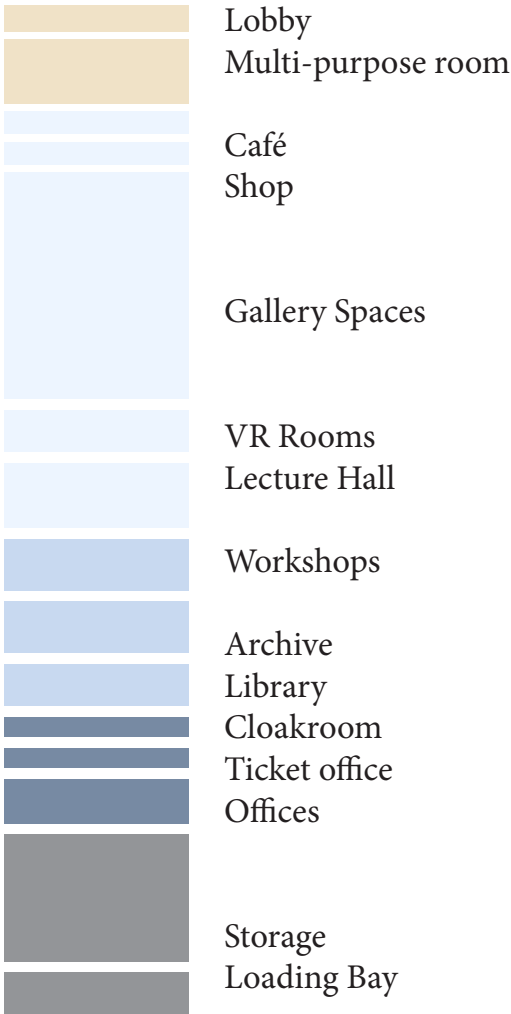 Lobby
Multi-purpose room
Café
Shop
Gallery Spaces
VR Rooms
Lecture Hall
Workshops
Archive
Library
Cloakroom
Ticket office
Offices
Storage
Loading Bay